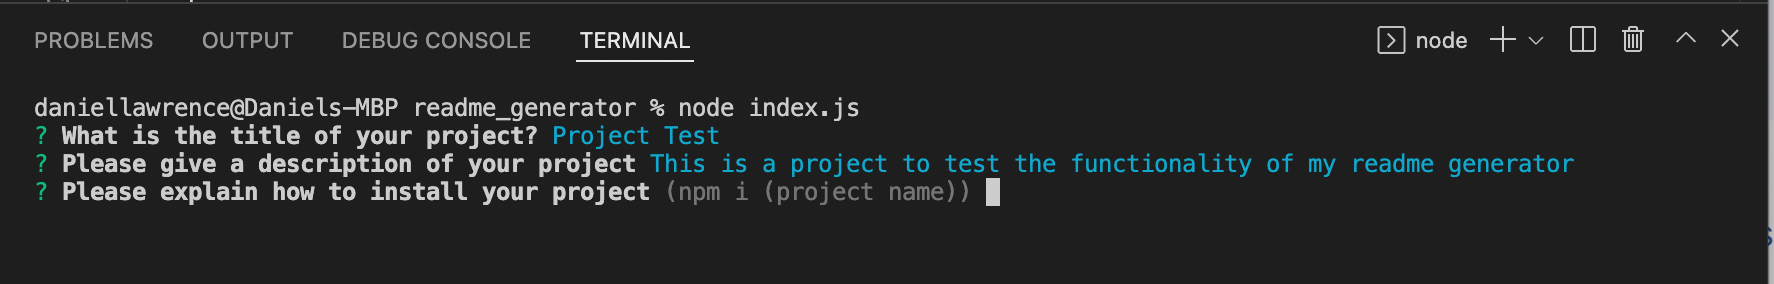 PROBLEMS OUTPUT DEBUG CONSOLE TERMINAL node
daniellawrence@Daniels-MBP readme_generator % node index.js
? What is the title of your project? Project Test
? Please give a description of your project This is a project to test the functionality of my readme generator
? Please explain how to install your project (npm i (project name))